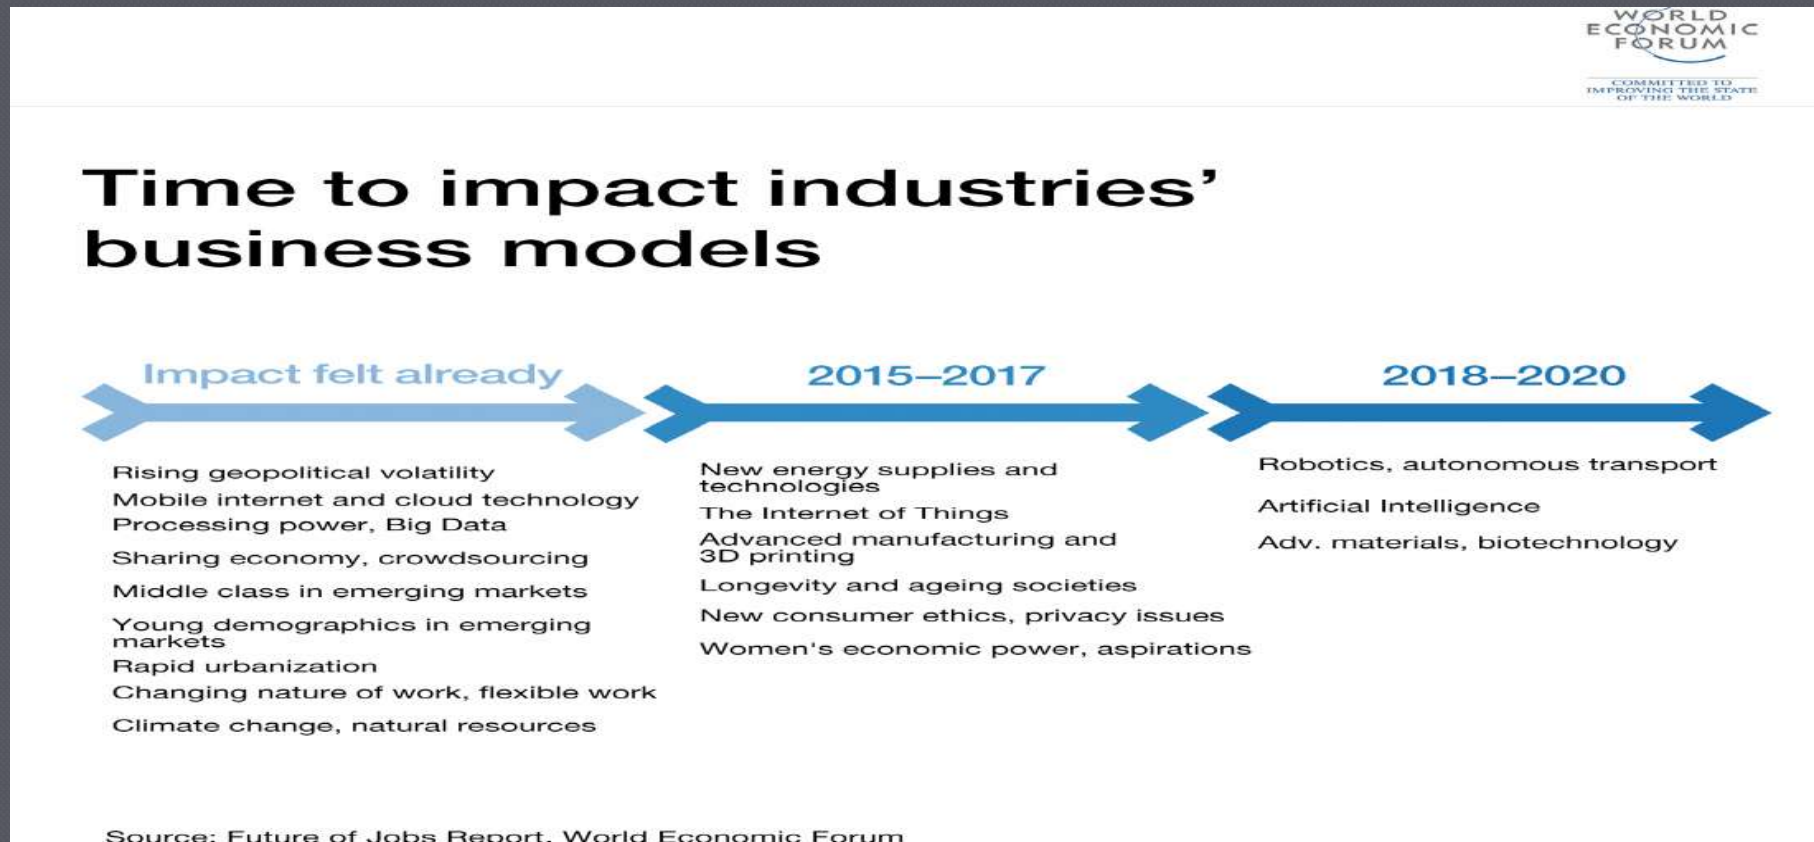 WORLD
ECONOMIC
FORUM
COMMITTED TO
IMPROVING THE STATE
OF THE WORLD
Time to impact industries’
business models
Impact felt already
Rising geopolitical volatility
Mobile internet and cloud technology
Processing power, Big Data
Sharing economy, crowdsourcing
Middle class in emerging markets
Young demographics in emerging
markets
Rapid urbanization
Changing nature of work, flexible work
Climate change, natural resources
2015–2017
New energy supplies and
technologies
The Internet of Things
Advanced manufacturing and
3D printing
Longevity and ageing societies
New consumer ethics, privacy issues
Women's economic power, aspirations
2018–2020
Robotics, autonomous transport
Artificial Intelligence
Adv. materials, biotechnology
Source: Future of Jobs Report, World Economic Forum